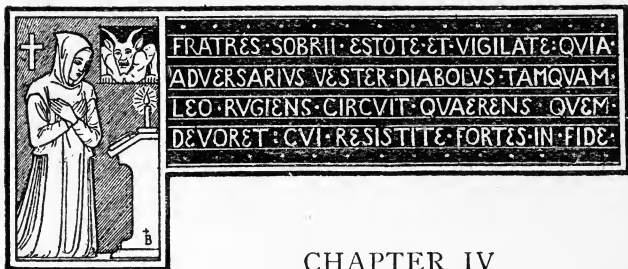 FRATRES·SOBRII·ESTOTE·ET·VIGILATE:QVIA·
ADVERSARIVS VESTER·DIABOLVS·TAMQVAM·
LEO·RVGIENS·CIRCVIT·QVAERENS·QVEM·
DEVORET:CVI·RESISTITE·FORTES·IN·FIDE·
B
CHAPTER IV